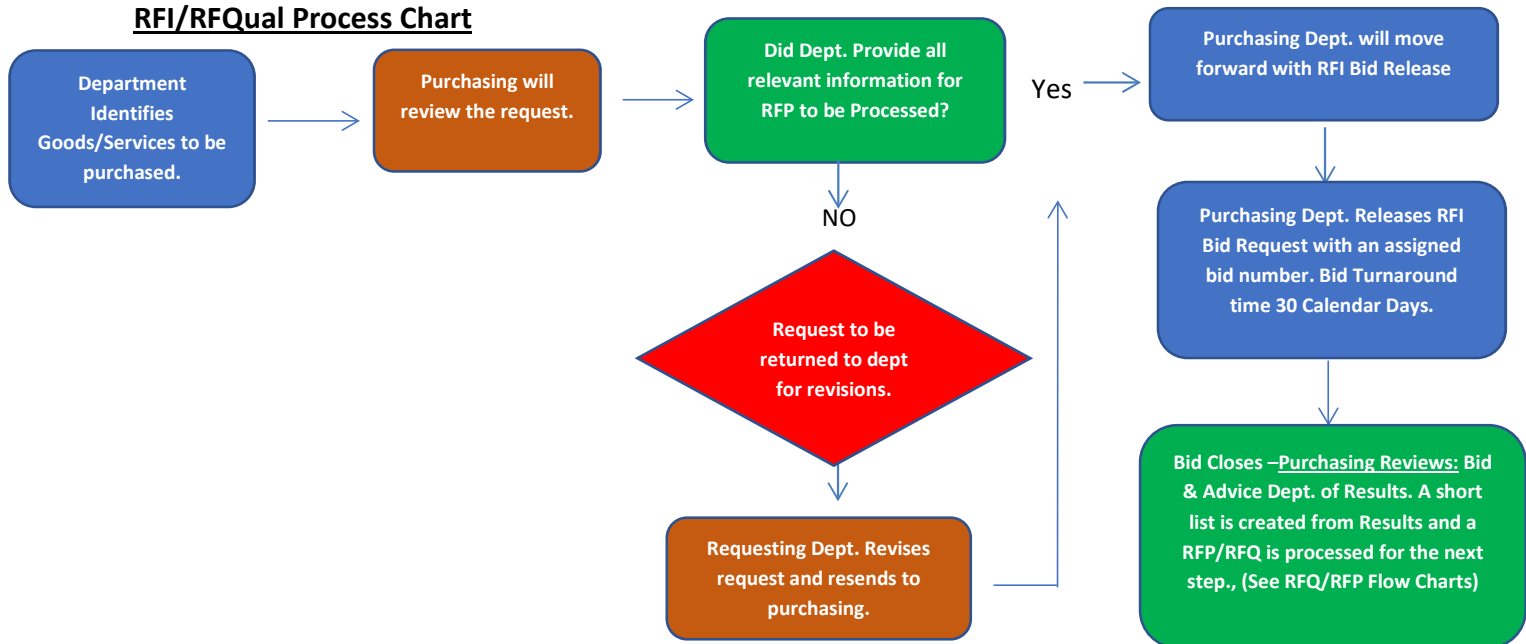 RFI/RFQual Process Chart
Department
Identifies
Goods/Services to be
purchased.
Purchasing will
review the request.
Did Dept. Provide all
relevant information for
RFP to be Processed?
Yes
Purchasing Dept. will move
forward with RFI Bid Release
NO
Request to be
returned to dept
for revisions.
Requesting Dept. Revises
request and resends to
purchasing.
Purchasing Dept. Releases RFI
Bid Request with an assigned
bid number. Bid Turnaround
time 30 Calendar Days.
Bid Closes –Purchasing Reviews: Bid
& Advice Dept. of Results. A short
list is created from Results and a
RFP/RFQ is processed for the next
step., (See RFQ/RFP Flow Charts)